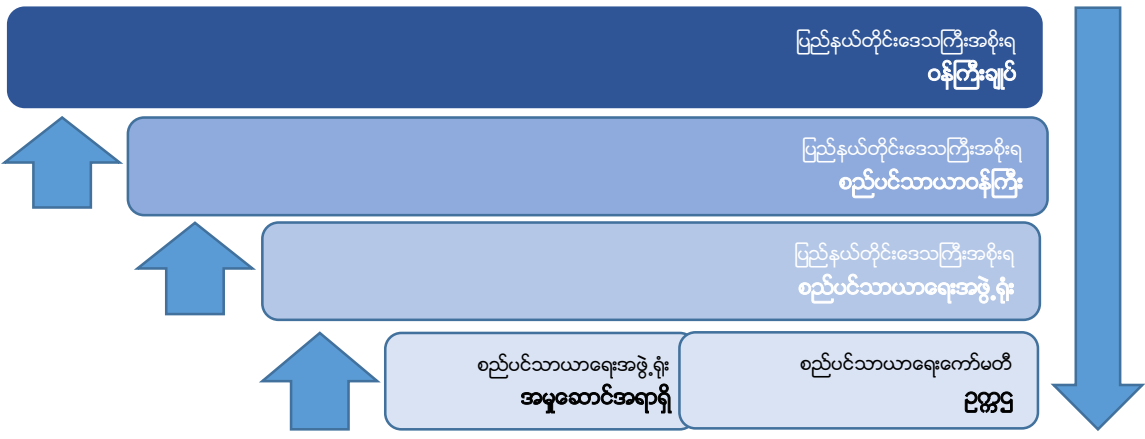 ပြည်နယ်တိုင်းဒေသကြီးအစိုးရ
ဝန်ကြီးချုပ်
ပြည်နယ်တိုင်းဒေသကြီးအစိုးရ
စည်ပင်သာယာဝန်ကြီး
ပြည်နယ်တိုင်းဒေသကြီးအစိုးရ
စည်ပင်သာယာရေးအဖွဲ့ရုံး
စည်ပင်သာယာရေးအဖွဲ့ရုံး
အမှုဆောင်အရာရှိ
စည်ပင်သာယာရေးကော်မတီ
ဥက္ကဌ